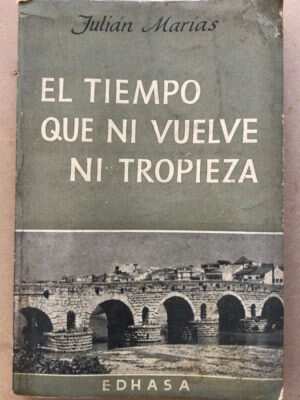 Julián Marías
EL TIEMPO
QUE NI VUELVE
NI TROPIEZA
EDHASA